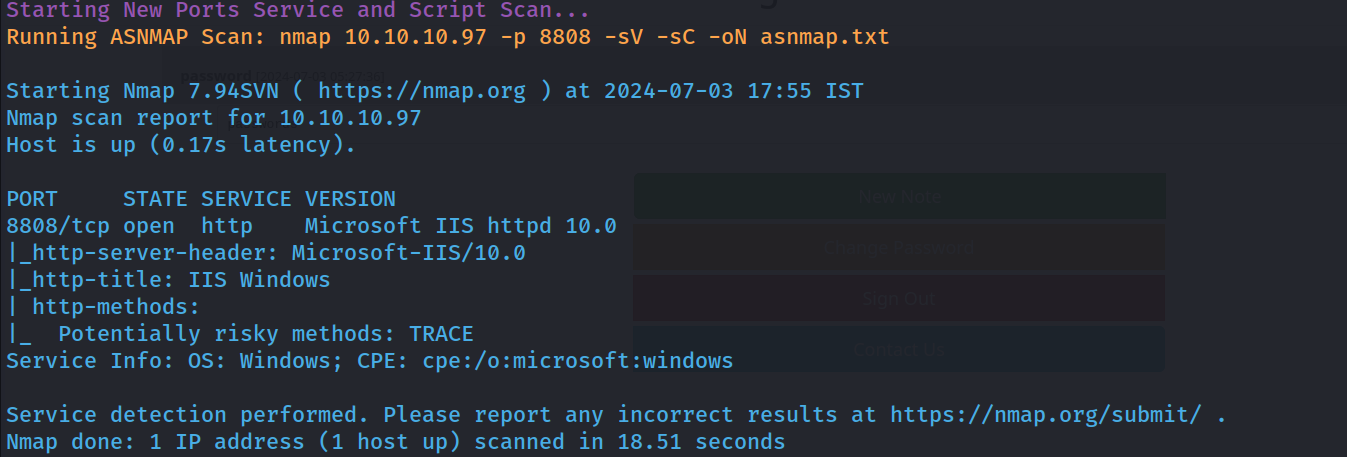 Starting New Ports Service and Script Scan...
Running ASNMAP Scan: nmap 10.10.10.97 -p 8808 -sV -sC -oN asnmap.txt
Starting Nmap 7.94SVN ( https://nmap.org ) at 2024-07-03 17:55 IST
Nmap scan report for 10.10.10.97
Host is up (0.17s latency).
PORT     STATE SERVICE VERSION
8808/tcp open  http    Microsoft IIS httpd 10.0
|_http-server-header: Microsoft-IIS/10.0
|_http-title: IIS Windows
| http-methods:
|_  Potentially risky methods: TRACE
Service Info: OS: Windows; CPE: cpe:/o:microsoft:windows
Service detection performed. Please report any incorrect results at https://nmap.org/submit/ .
Nmap done: 1 IP address (1 host up) scanned in 18.51 seconds
New Note
Change Password
Sign Out
Contact Us